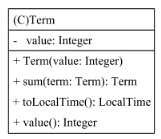 (C)Term
- value: Integer
+ Term(value: Integer)
+ sum(term: Term): Term
+ toLocalTime(): LocalTime
+ value(): Integer